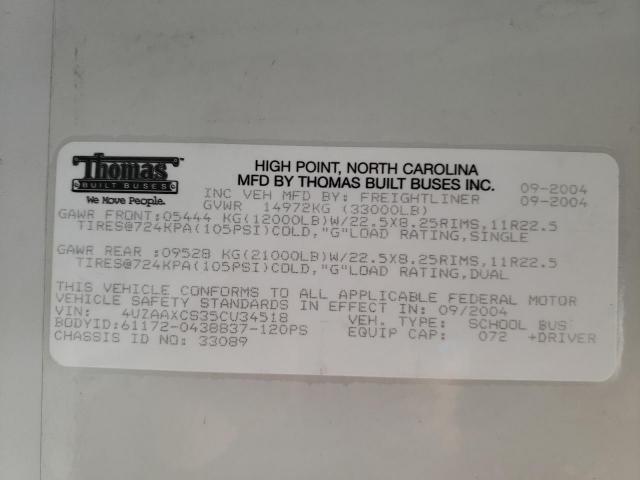 Thomas
BUILT BUSES
We Move People.
HIGH POINT, NORTH CAROLINA
MFD BY THOMAS BUILT BUSES INC. 09-2004
INC VEH MFD BY: FREIGHTLINER 09-2004
GVWR 14972KG (33000LB)
GAWR FRONT:05444 KG(12000LB)W/22.5X8.25RIMS,11R22.5
TIRES@724KPA(105PSI)COLD,"G"LOAD RATING,SINGLE
GAWR REAR :09528 KG(21000LB)W/22.5X8.25RIMS,11R22.5
TIRES@724KPA(105PSI)COLD,"G"LOAD RATING,DUAL
THIS VEHICLE CONFORMS TO ALL APPLICABLE FEDERAL MOTOR
VEHICLE SAFETY STANDARDS IN EFFECT IN: 09/2004
VIN: 4UZAAXCS35CV34518 VEH. TYPE: SCHOOL BUS
BODYID:61172-0438837-120PS EQUIP CAP: 072 +DRIVER
CHASSIS ID NO: 33089